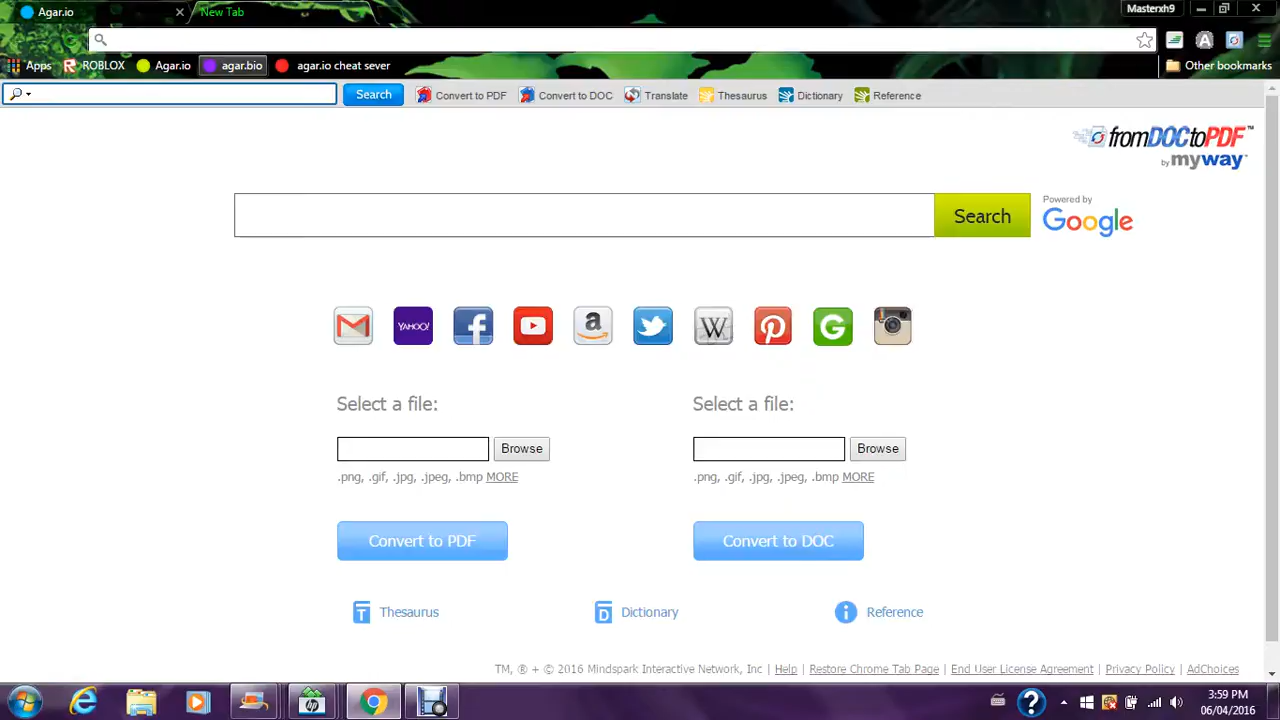 Agar.io
New Tab
Masterxh9
Apps
ROBLOX
Agar.io
agar.bio
agar.io cheat sever
Other bookmarks
Search
Convert to PDF
Convert to DOC
Translate
Thesaurus
Dictionary
Reference
fromDOCtoPDF™
by myway™
Search
Powered by
Google
YAHOO!
Select a file:
Select a file:
Browse
Browse
.png, .gif, .jpg, .jpeg, .bmp MORE
.png, .gif, .jpg, .jpeg, .bmp MORE
Convert to PDF
Convert to DOC
T Thesaurus
D Dictionary
i Reference
TM, ® + © 2016 Mindspark Interactive Network, Inc | Help | Restore Chrome Tab Page | End User License Agreement | Privacy Policy | AdChoices
3:59 PM
06/04/2016